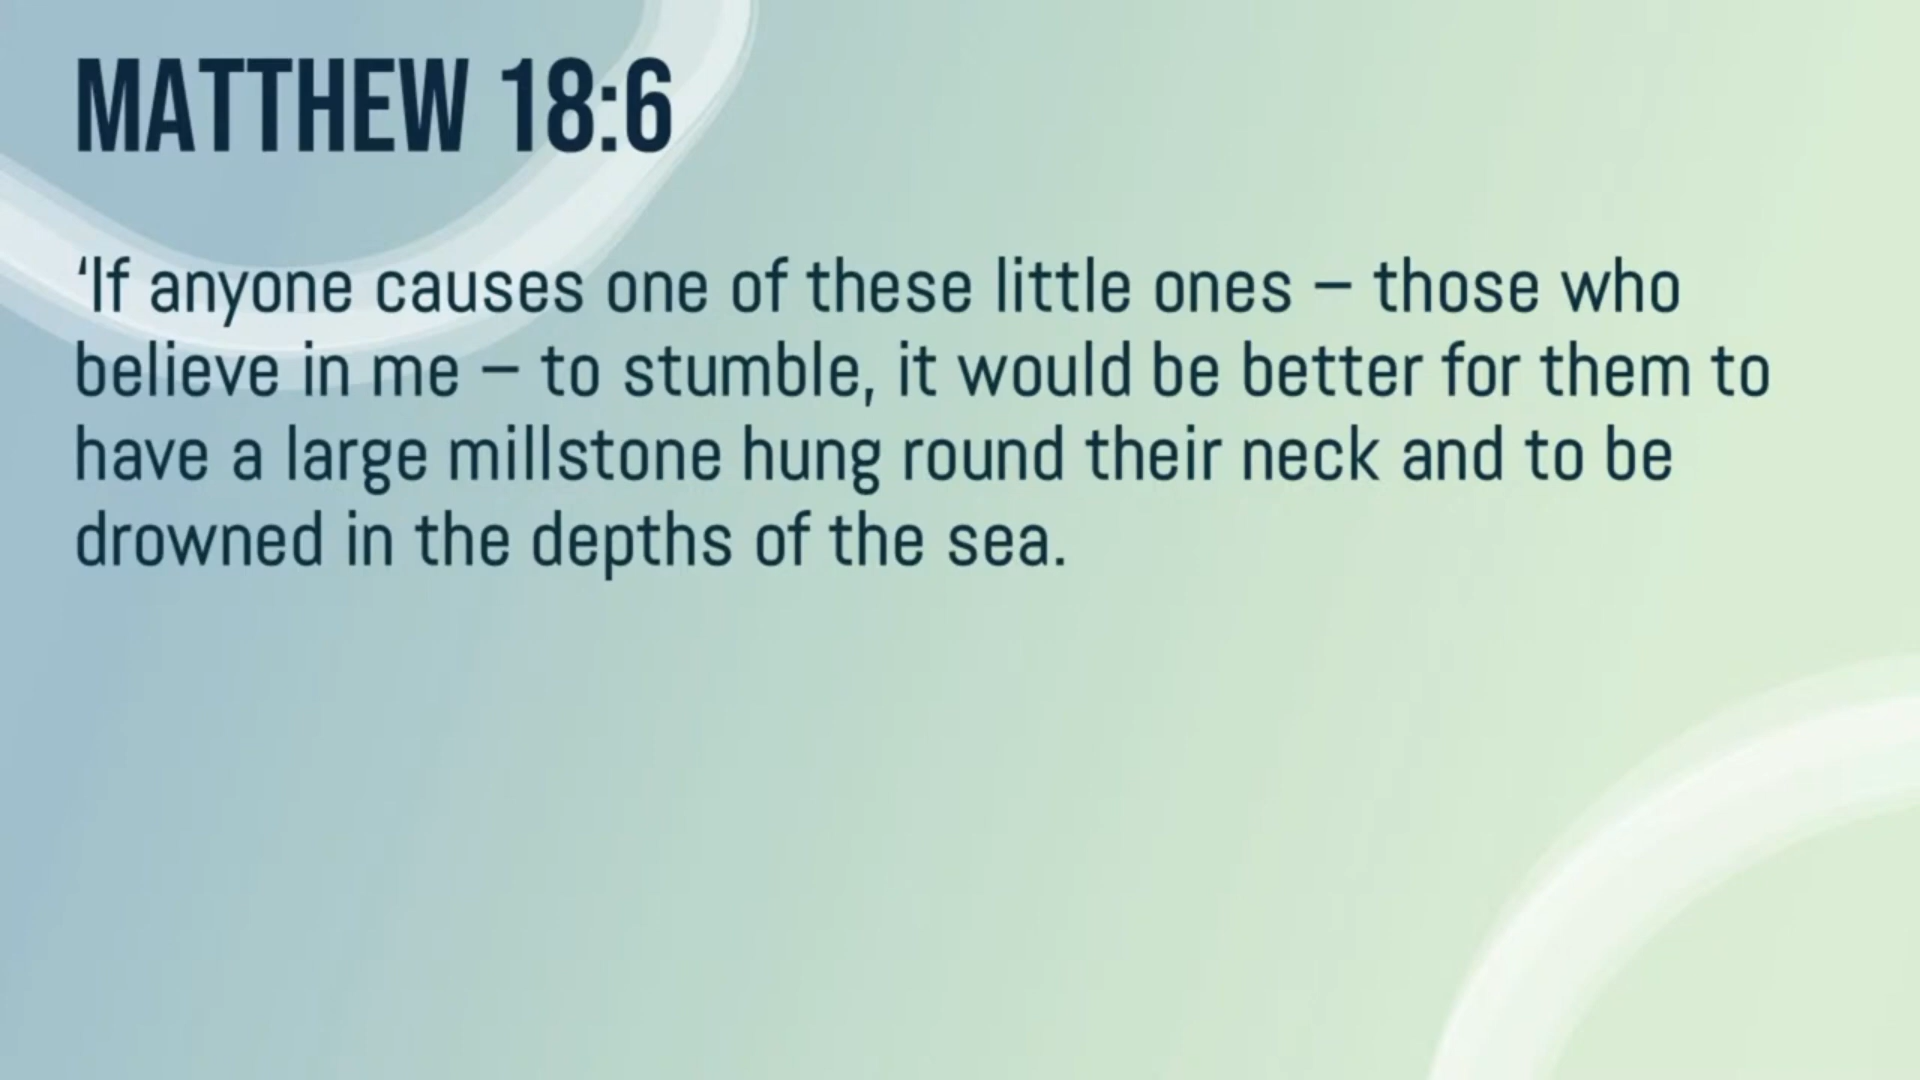 MATTHEW 18:6
‘If anyone causes one of these little ones – those who
believe in me – to stumble, it would be better for them to
have a large millstone hung round their neck and to be
drowned in the depths of the sea.